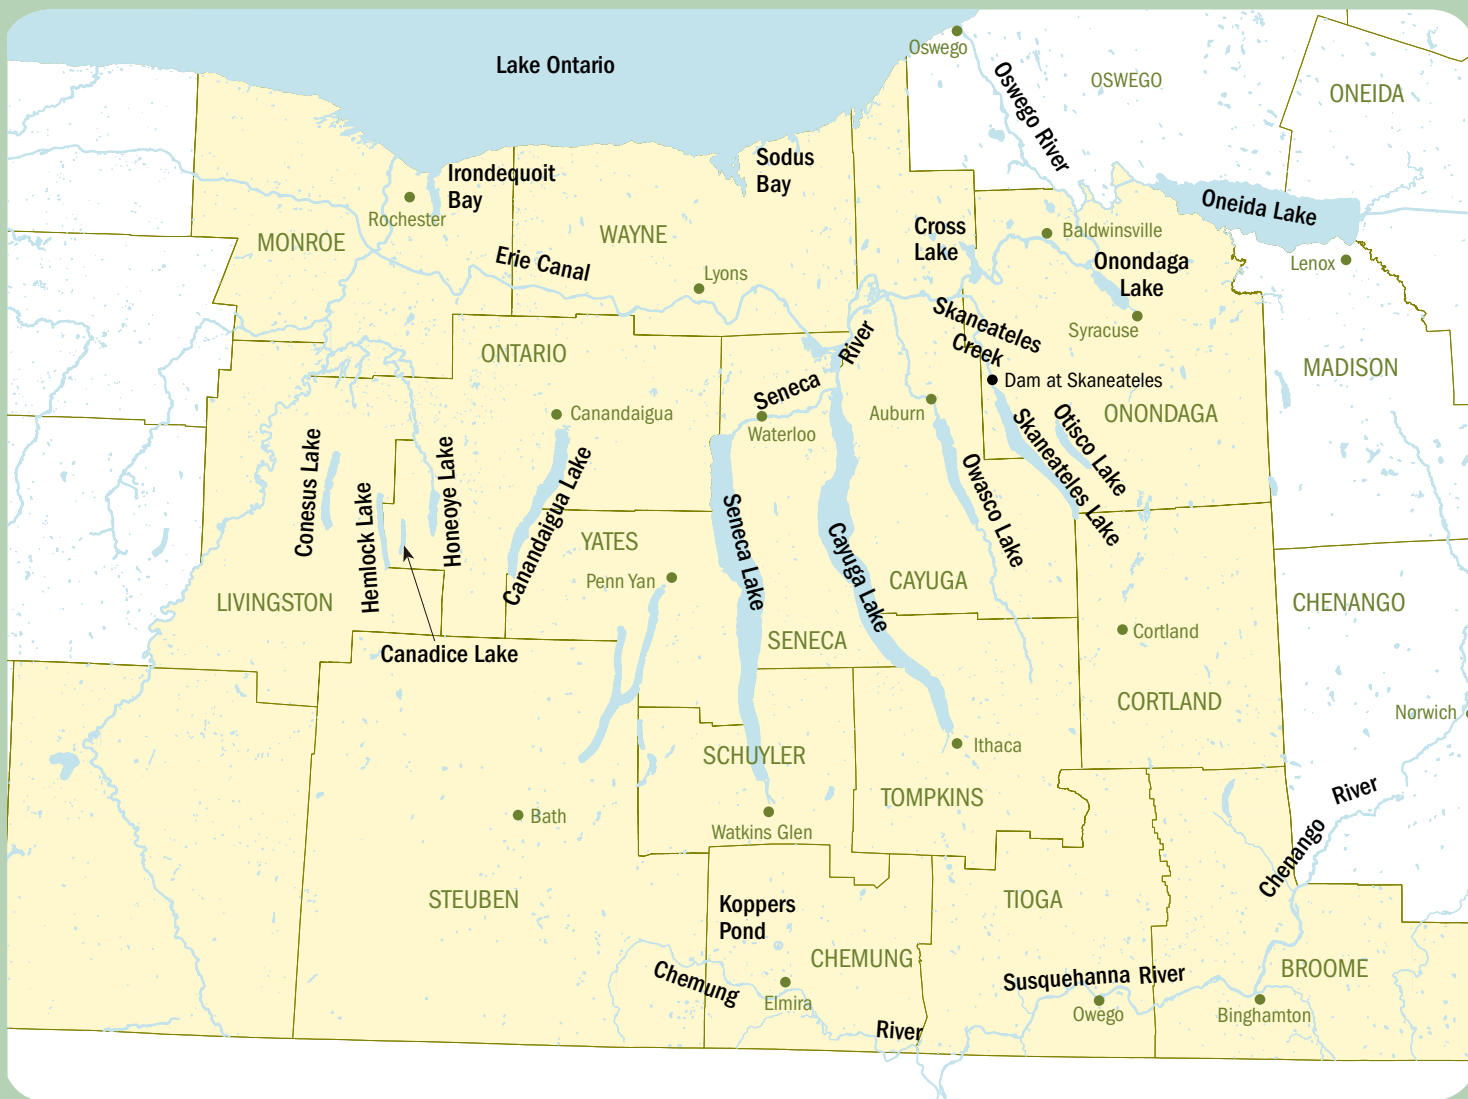 Oswego
Lake Ontario
OSWEGO
ONEIDA
Oswego River
Irondequoit
Bay
Sodus
Bay
Rochester
Oneida Lake
MONROE
WAYNE
Cross
Lake
Baldwinsville
Erie Canal
Lyons
Onondaga
Lake
Lenox
Skaneateles
Creek
Syracuse
River
ONTARIO
MADISON
Dam at Skaneateles
Seneca
Canandaigua
Waterloo
Auburn
ONONDAGA
Otisco Lake
Conesus Lake
Hemlock Lake
Honeoye Lake
Canandaigua Lake
Seneca Lake
Cayuga Lake
Owasco Lake
Skaneateles Lake
YATES
Penn Yan
CAYUGA
LIVINGSTON
CHENANGO
Cortland
SENECA
Canadice Lake
CORTLAND
Norwich
SCHUYLER
Ithaca
TOMPKINS
River
Chenango
Bath
Watkins Glen
STEUBEN
TIOGA
Koppers
Pond
CHEMUNG
BROOME
Chemung
Susquehanna River
Elmira
Owego
Binghamton
River